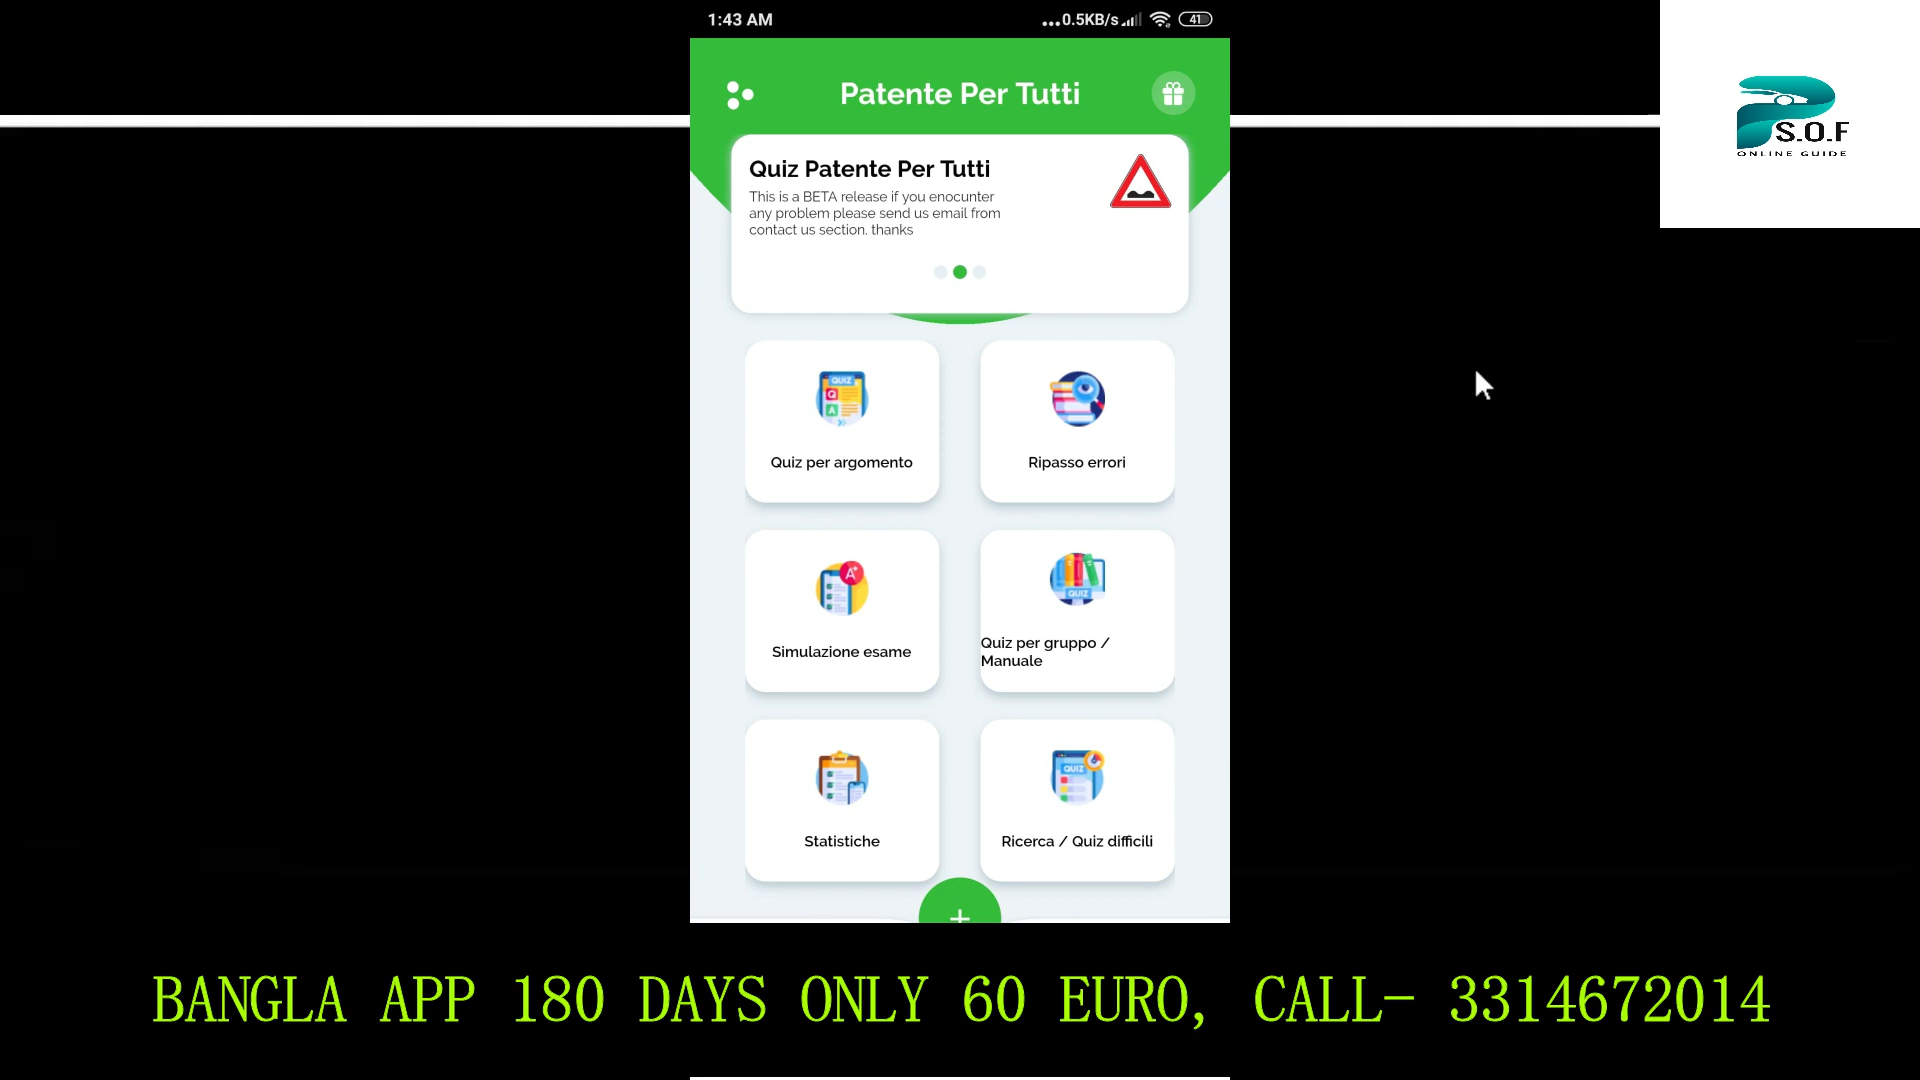 1:43 AM
...0.5KB/s
41
Patente Per Tutti
S.O.F
ONLINE GUIDE
Quiz Patente Per Tutti
This is a BETA release if you enocunter
any problem please send us email from
contact us section. thanks
QUIZ
Q
A
Quiz per argomento
Ripasso errori
A+
Simulazione esame
QUIZ
Quiz per gruppo /
Manuale
Statistiche
QUIZ
Ricerca / Quiz difficili
+
BANGLA APP 180 DAYS ONLY 60 EURO, CALL- 3314672014